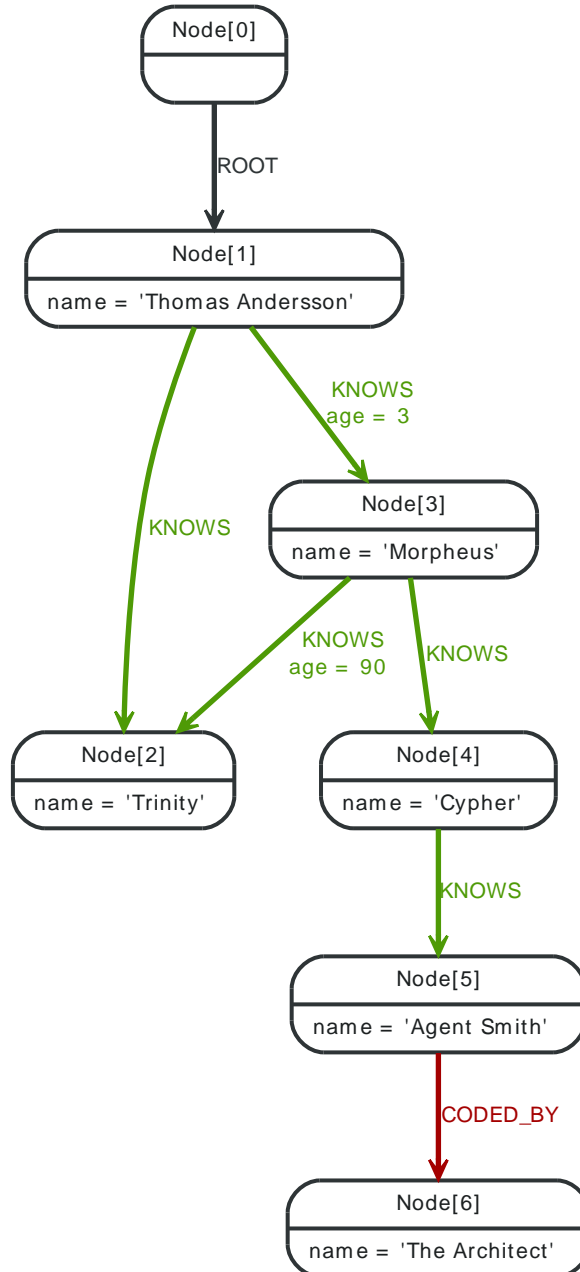 Node[0]
ROOT
Node[1]
name = 'Thomas Andersson'
KNOWS
age = 3
Node[3]
name = 'Morpheus'
KNOWS
KNOWS
age = 90
KNOWS
Node[2]
name = 'Trinity'
Node[4]
name = 'Cypher'
KNOWS
Node[5]
name = 'Agent Smith'
CODED_BY
Node[6]
name = 'The Architect'